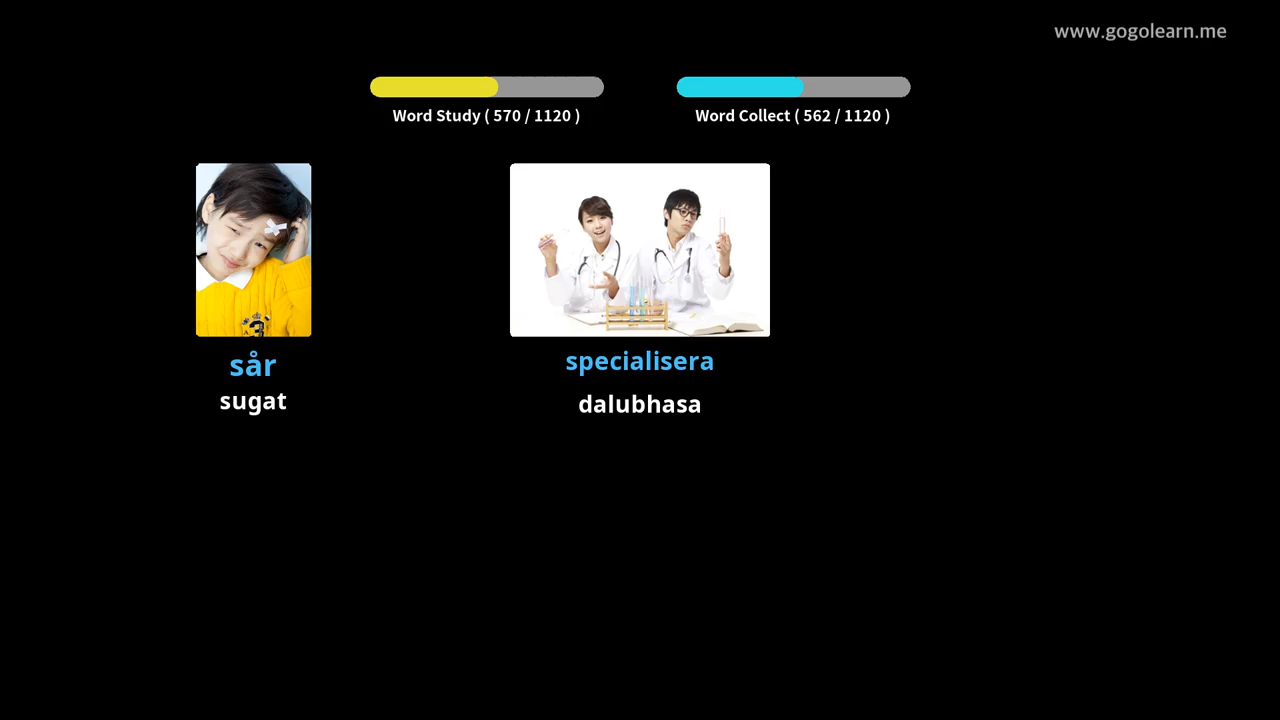 www.gogolearn.me
Word Study ( 570 / 1120 )
Word Collect ( 562 / 1120 )
sår
sugat
specialisera
dalubhasa